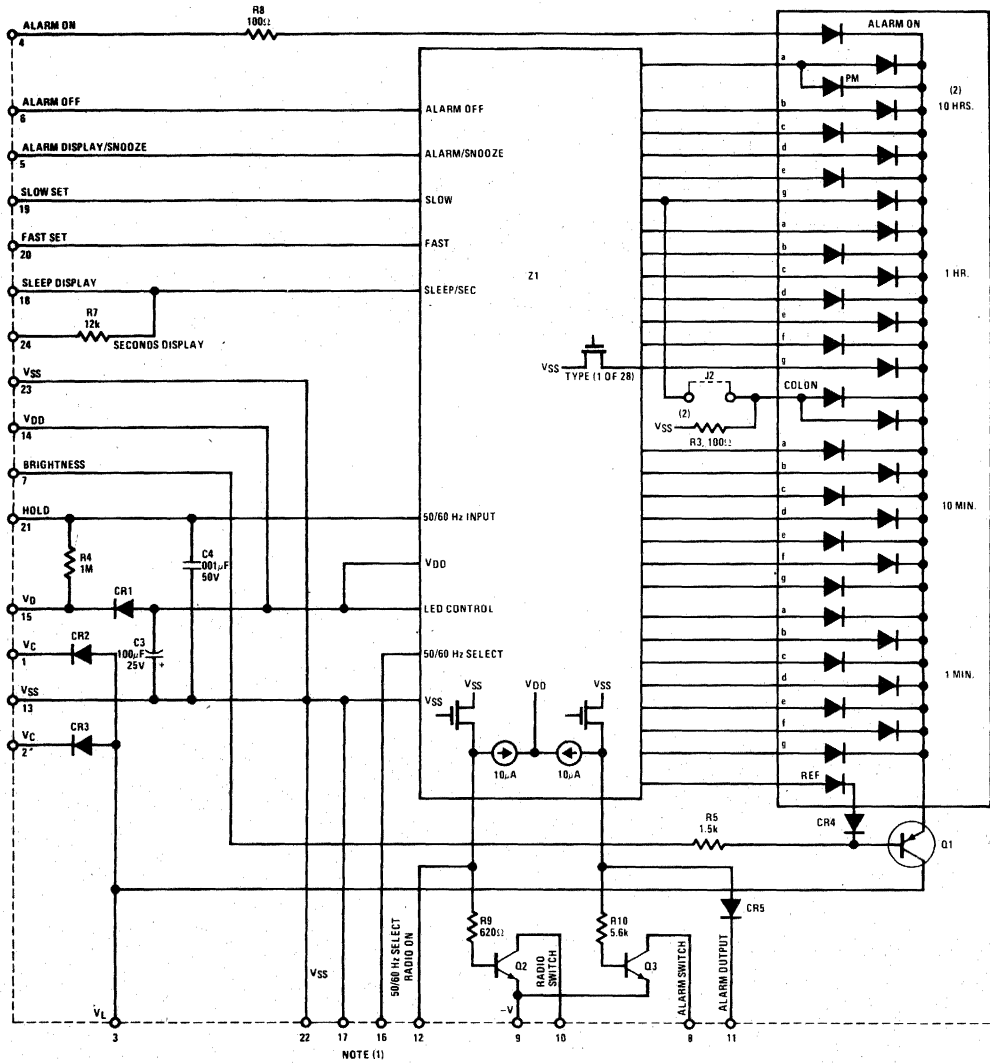 ALARM ON
4
R8
100Ω
ALARM OFF
6
ALARM DISPLAY/SNOOZE
5
SLOW SET
19
FAST SET
20
SLEEP DISPLAY
18
R7
12k
24
SECONDS DISPLAY
VSS
23
VDD
14
BRIGHTNESS
7
HOLD
21
R4
1M
C4
.001μF
50V
VD
15
CR1
VC
1
CR2
C3
100μF
25V
+
VSS
13
VC
2
CR3
ALARM OFF
ALARM/SNOOZE
SLOW
FAST
SLEEP/SEC
Z1
VSS
TYPE (1 OF 28)
50/60 Hz INPUT
VDD
LED CONTROL
50/60 Hz SELECT
VSS
VSS
VDD
VSS
10μA
10μA
J2
(2)
VSS
R3, 100Ω
ALARM ON
a
PM
(2)
10 HRS.
b
c
d
e
g
a
b
c
1 HR.
d
e
f
g
COLON
a
b
c
10 MIN.
d
e
f
g
a
b
c
1 MIN.
d
e
f
g
REF
CR4
R5
1.5k
Q1
CR5
R9
620Ω
R10
5.6k
Q2
Q3
RADIO
SWITCH
ALARM SWITCH
ALARM OUTPUT
50/60 Hz SELECT
RADIO ON
VSS
VL
-V
3
22
17
16
12
9
10
8
11
NOTE (1)